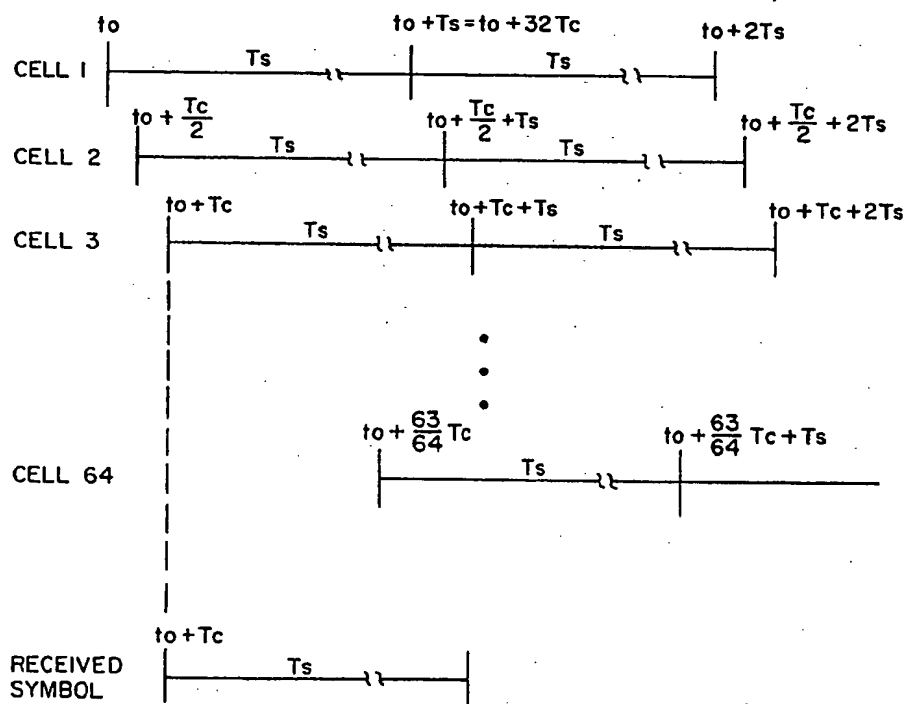 to
to + Ts = to + 32 Tc
to + 2Ts
CELL 1
Ts
Ts
to + Tc/2
to + Tc/2 + Ts
to + Tc/2 + 2Ts
CELL 2
Ts
Ts
to + Tc
to + Tc + Ts
to + Tc + 2Ts
CELL 3
Ts
Ts
to + 63/64 Tc
to + 63/64 Tc + Ts
CELL 64
Ts
to + Tc
RECEIVED
SYMBOL
Ts